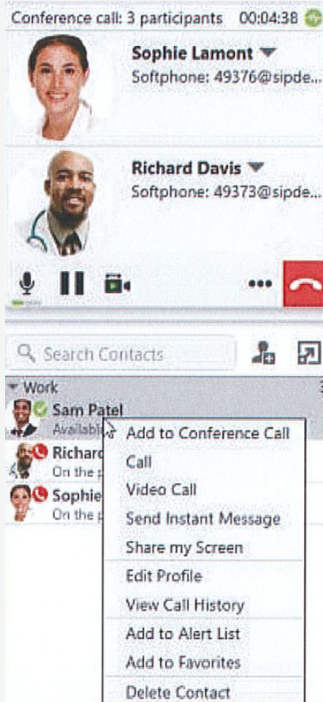 Conference call: 3 participants 00:04:38
Sophie Lamont
Softphone: 49376@sipde...
Richard Davis
Softphone: 49373@sipde...
Search Contacts
Work
Sam Patel
Availabl
Add to Conference Call
Richard
On the p
Call
Video Call
Sophie
On the p
Send Instant Message
Share my Screen
Edit Profile
View Call History
Add to Alert List
Add to Favorites
Delete Contact